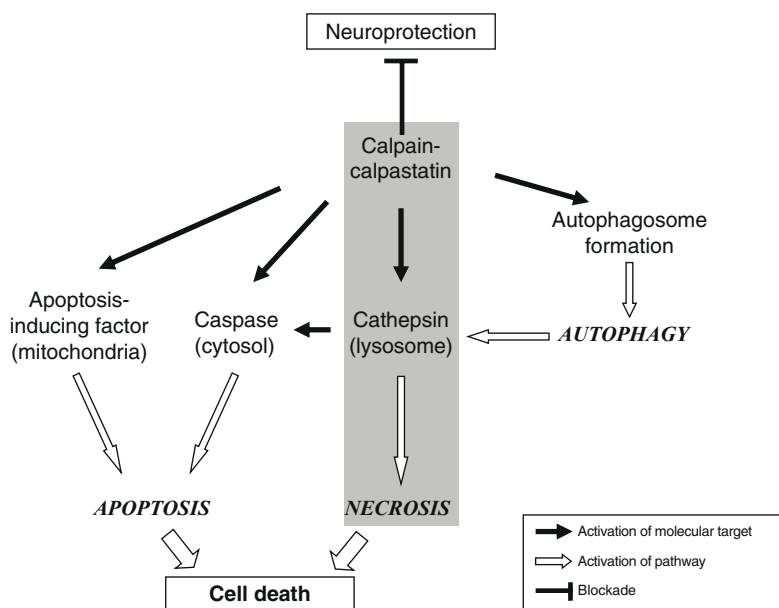 Neuroprotection
Calpain-
calpastatin
Autophagosome
formation
Apoptosis-
inducing factor
(mitochondria)
Caspase
(cytosol)
Cathepsin
(lysosome)
AUTOPHAGY
APOPTOSIS
NECROSIS
Cell death
Activation of molecular target
Activation of pathway
Blockade